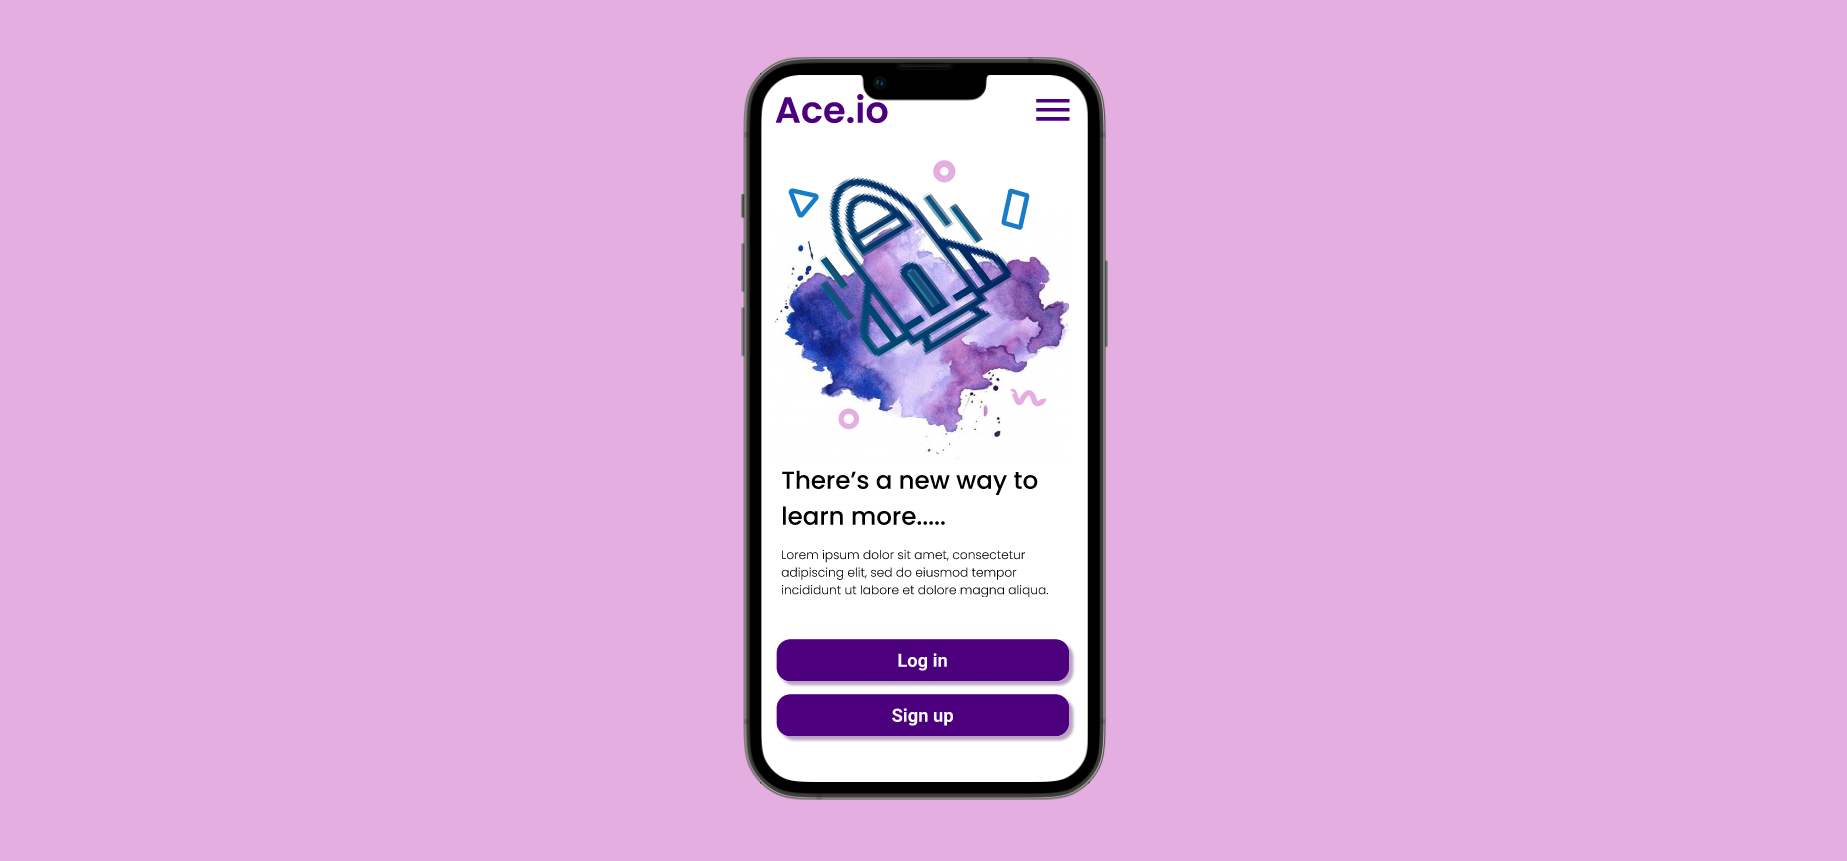 Ace.io
There’s a new way to
learn more.....
Lorem ipsum dolor sit amet, consectetur
adipiscing elit, sed do eiusmod tempor
incididunt ut labore et dolore magna aliqua.
Log in
Sign up